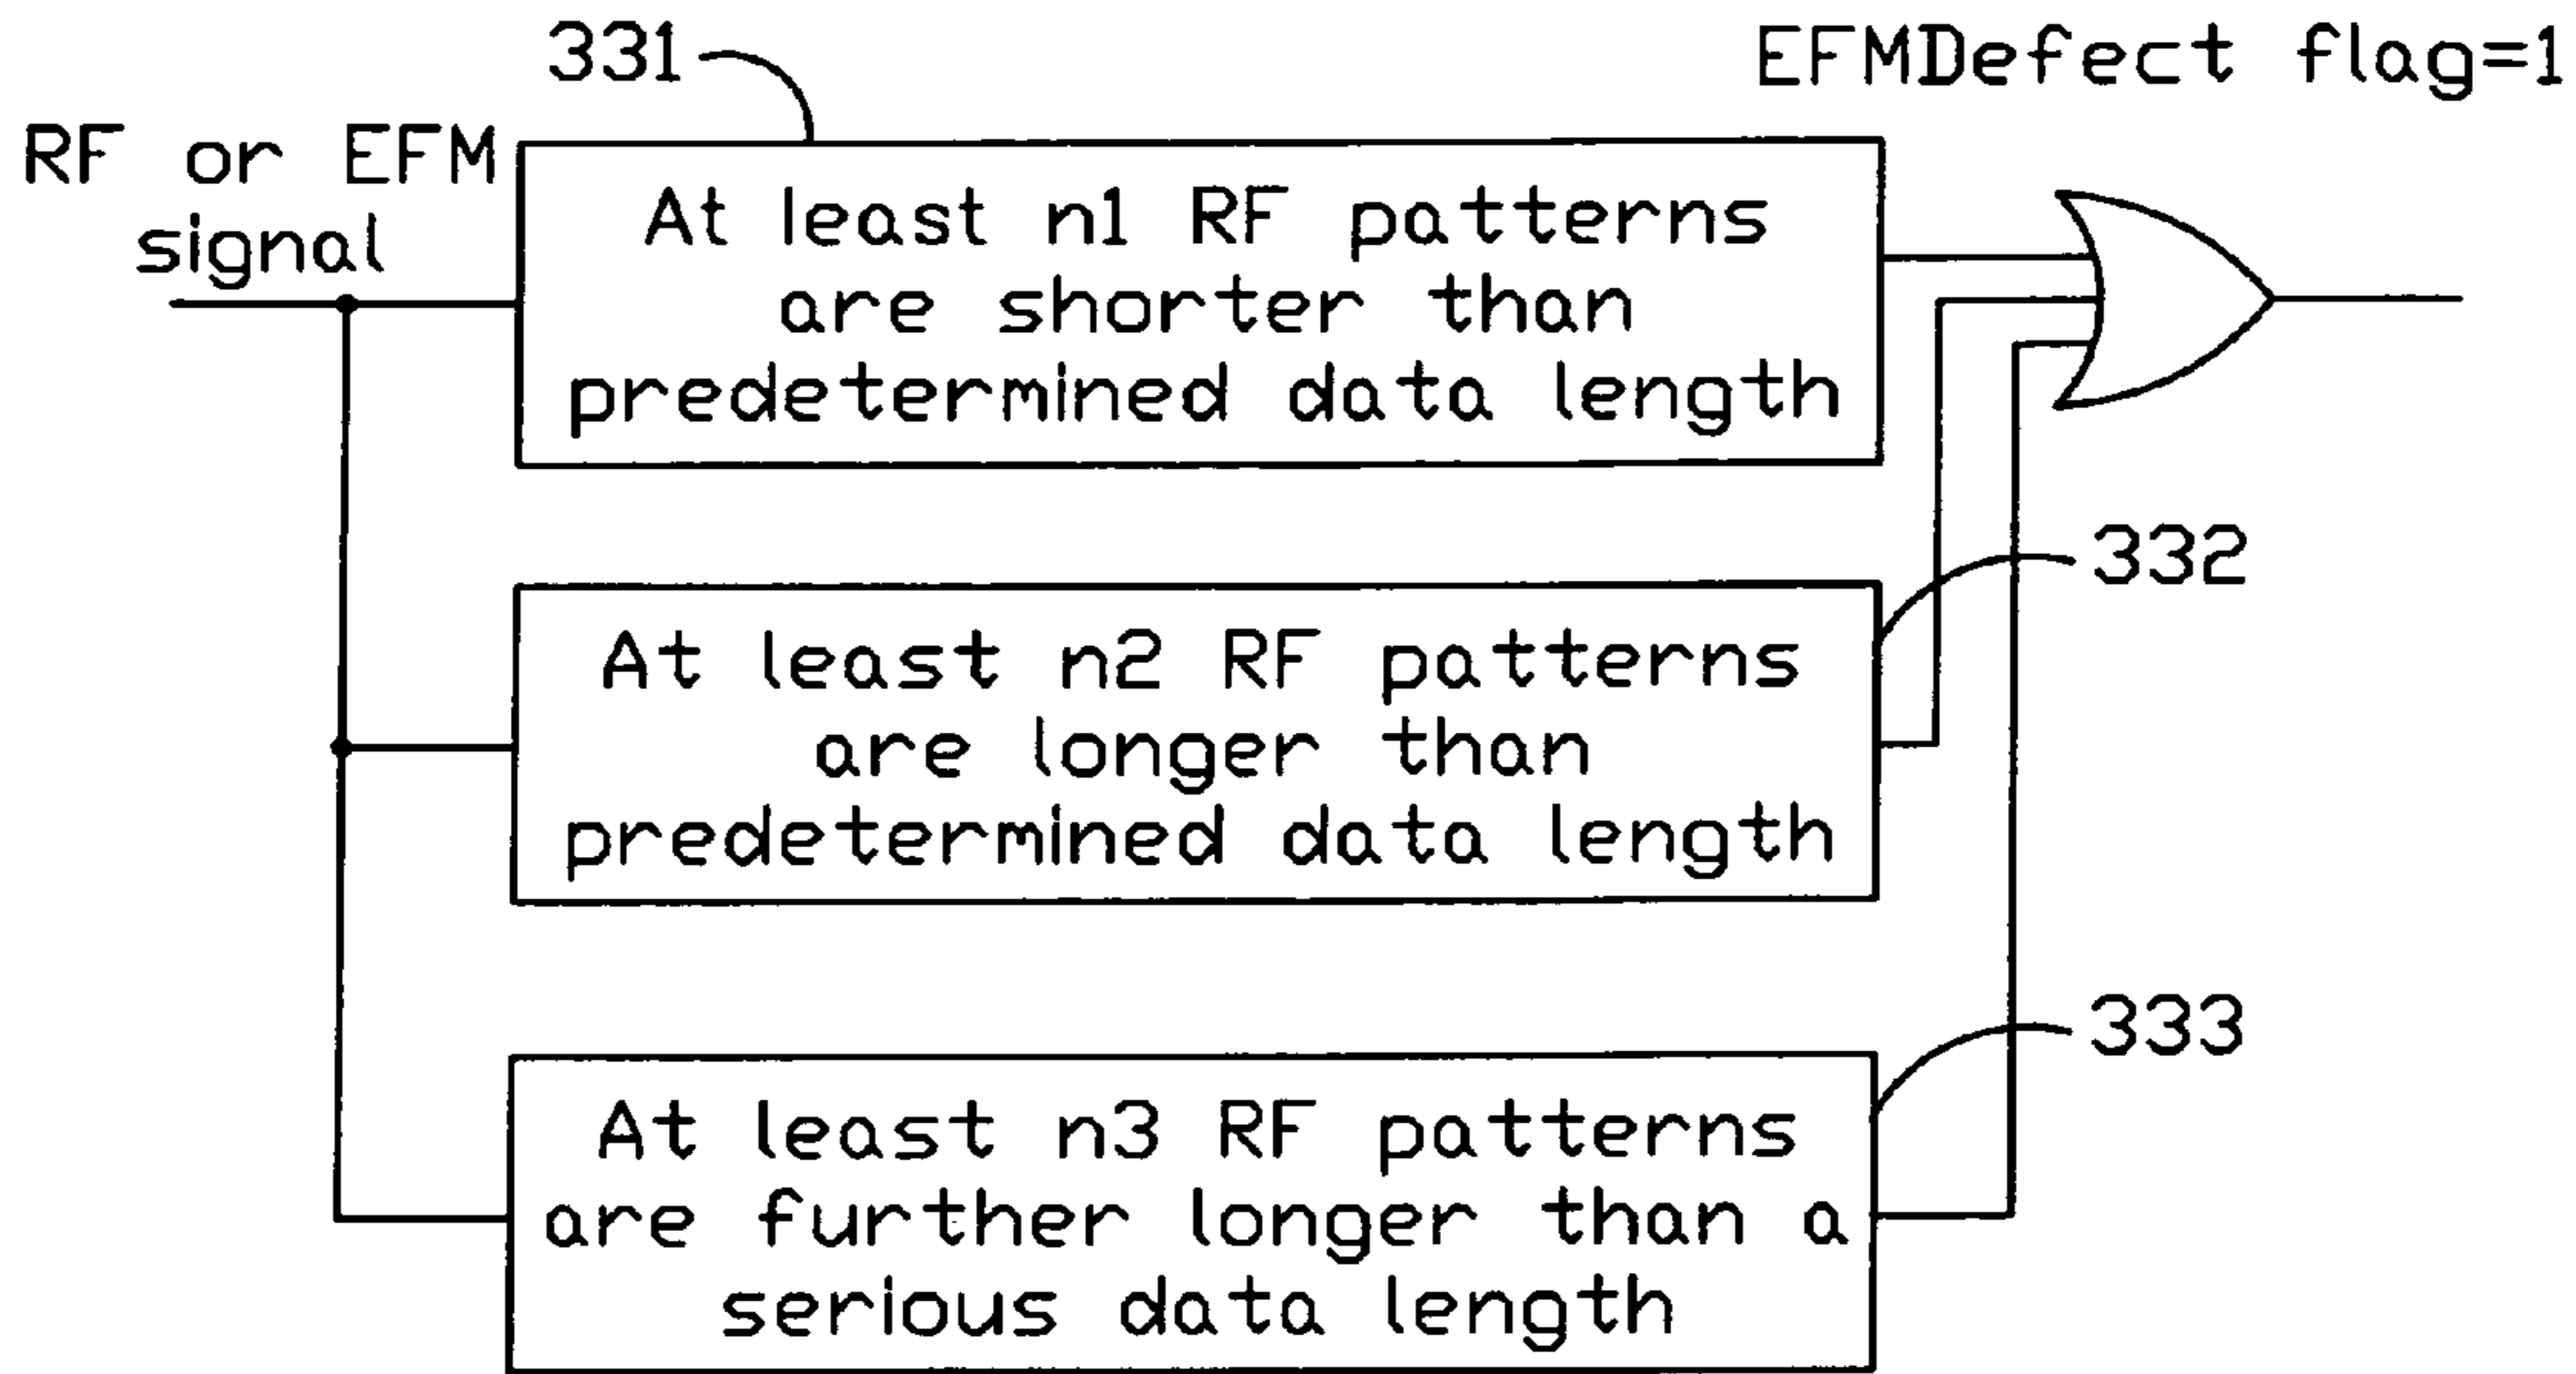 331
EFMDefect flag=1
RF or EFM
signal
At least n1 RF patterns
are shorter than
predetermined data length
332
At least n2 RF patterns
are longer than
predetermined data length
333
At least n3 RF patterns
are further longer than a
serious data length